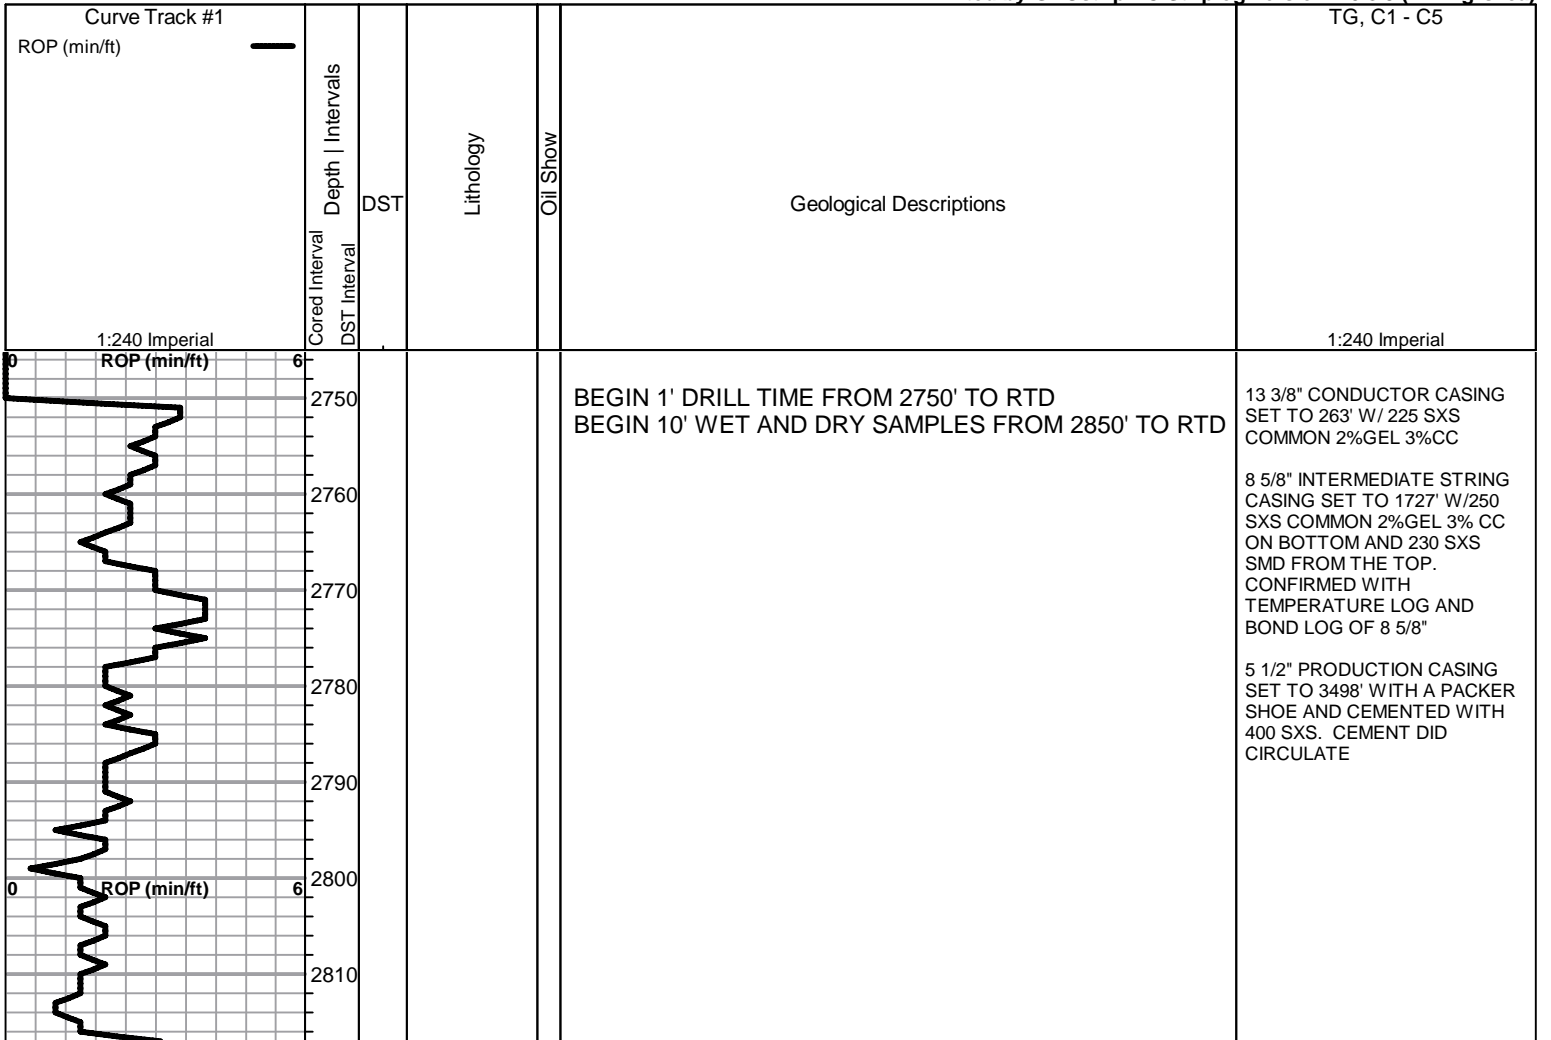 Curve Track #1
ROP (min/ft)
1:240 Imperial
Depth | Intervals
Cored Interval
DST Interval
DST
Lithology
Oil Show
Geological Descriptions
TG, C1 - C5
1:240 Imperial
0 ROP (min/ft) 6
2750
2760
2770
2780
2790
2800
0 ROP (min/ft) 6
2810
BEGIN 1' DRILL TIME FROM 2750' TO RTD
BEGIN 10' WET AND DRY SAMPLES FROM 2850' TO RTD
13 3/8" CONDUCTOR CASING
SET TO 263' W/ 225 SXS
COMMON 2%GEL 3%CC
8 5/8" INTERMEDIATE STRING
CASING SET TO 1727' W/250
SXS COMMON 2%GEL 3% CC
ON BOTTOM AND 230 SXS
SMD FROM THE TOP.
CONFIRMED WITH
TEMPERATURE LOG AND
BOND LOG OF 8 5/8"
5 1/2" PRODUCTION CASING
SET TO 3498' WITH A PACKER
SHOE AND CEMENTED WITH
400 SXS.  CEMENT DID
CIRCULATE